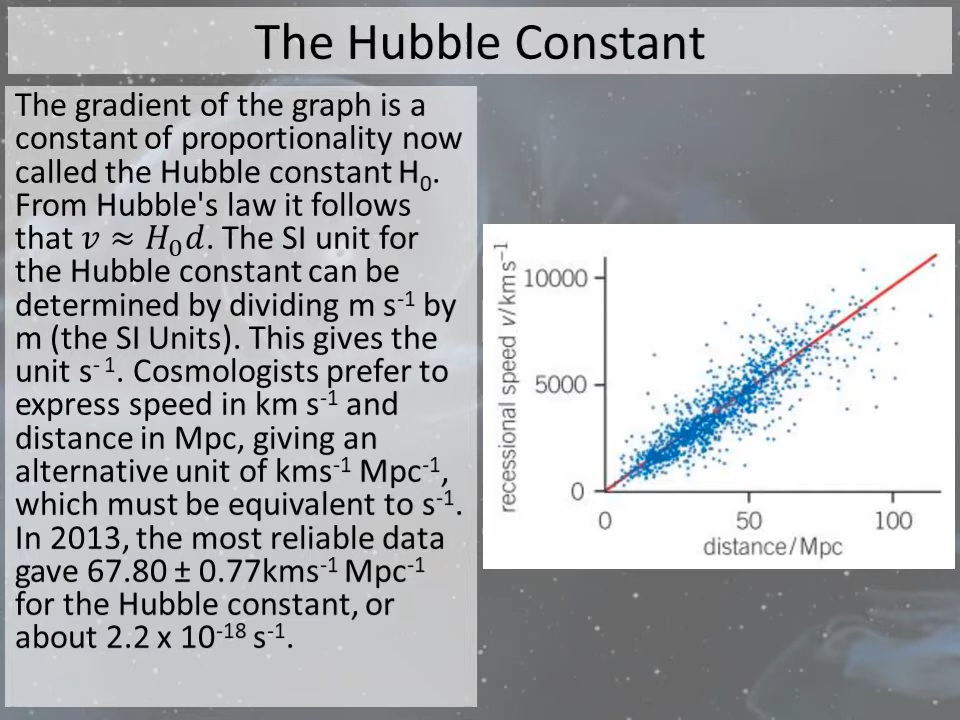 The Hubble Constant
The gradient of the graph is a
constant of proportionality now
called the Hubble constant H₀.
From Hubble's law it follows
that 𝑣 ≈ 𝐻₀𝑑. The SI unit for
the Hubble constant can be
determined by dividing m s⁻¹ by
m (the SI Units). This gives the
unit s⁻ ¹. Cosmologists prefer to
express speed in km s⁻¹ and
distance in Mpc, giving an
alternative unit of kms⁻¹ Mpc⁻¹,
which must be equivalent to s⁻¹.
In 2013, the most reliable data
gave 67.80 ± 0.77kms⁻¹ Mpc⁻¹
for the Hubble constant, or
about 2.2 x 10⁻¹⁸ s⁻¹.
recessional speed v/km s⁻¹
10000
5000
0
0 50 100
distance/Mpc